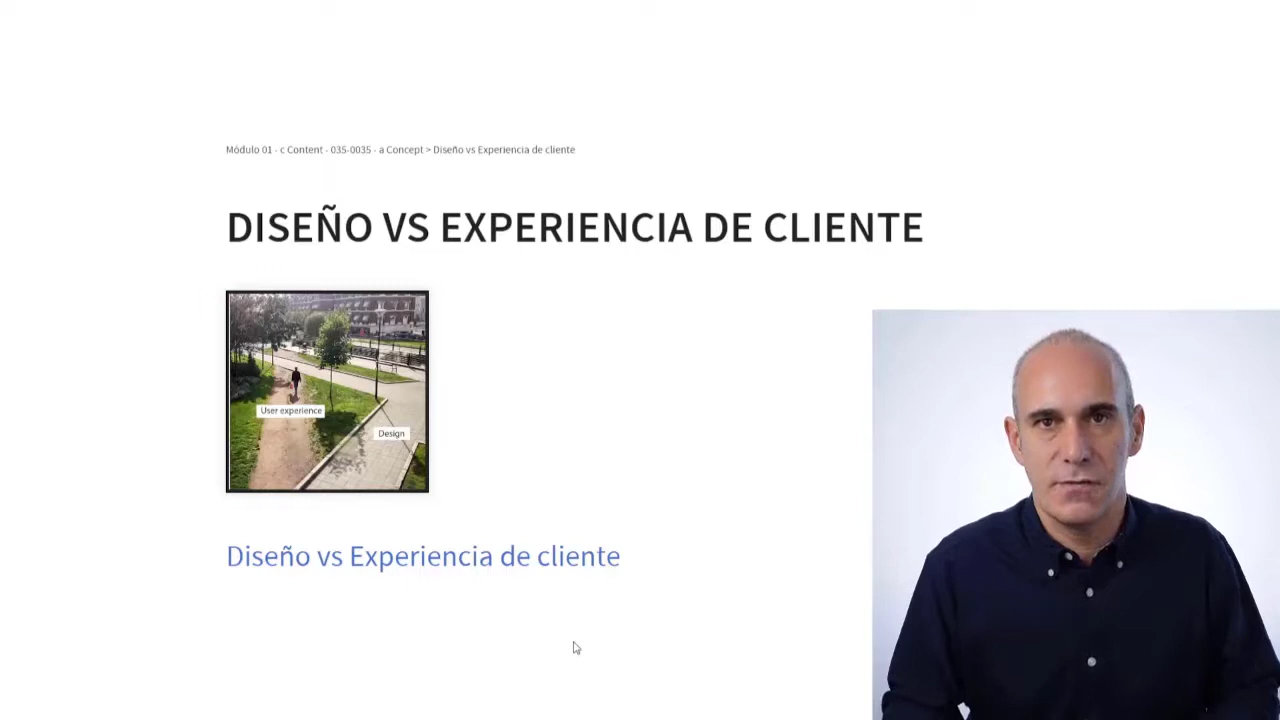 Módulo 01 - c Content - 035-0035 - a Concept > Diseño vs Experiencia de cliente
DISEÑO VS EXPERIENCIA DE CLIENTE
User experience
Design
Diseño vs Experiencia de cliente